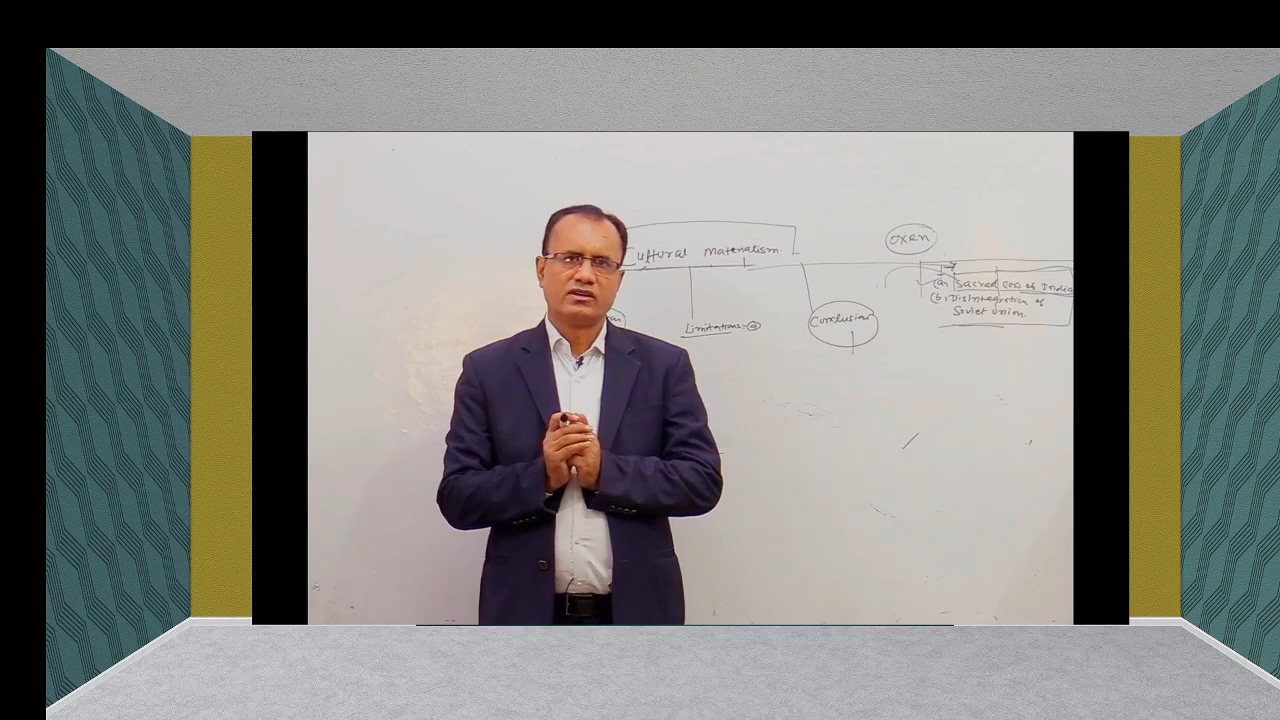 Cultural Materialism
Limitations:-(a)
Conclusion
oxen
(a) Sacred Cow of India
(b) Disintegration of
Soviet Union.